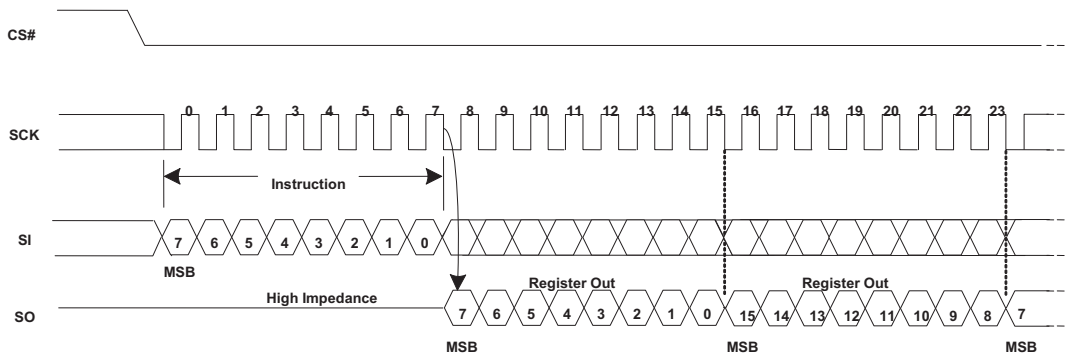 CS#
0 1 2 3 4 5 6 7 8 9 10 11 12 13 14 15 16 17 18 19 20 21 22 23
SCK
Instruction
SI
7 6 5 4 3 2 1 0
MSB
High Impedance
Register Out
Register Out
SO
7 6 5 4 3 2 1 0 15 14 13 12 11 10 9 8 7
MSB
MSB
MSB